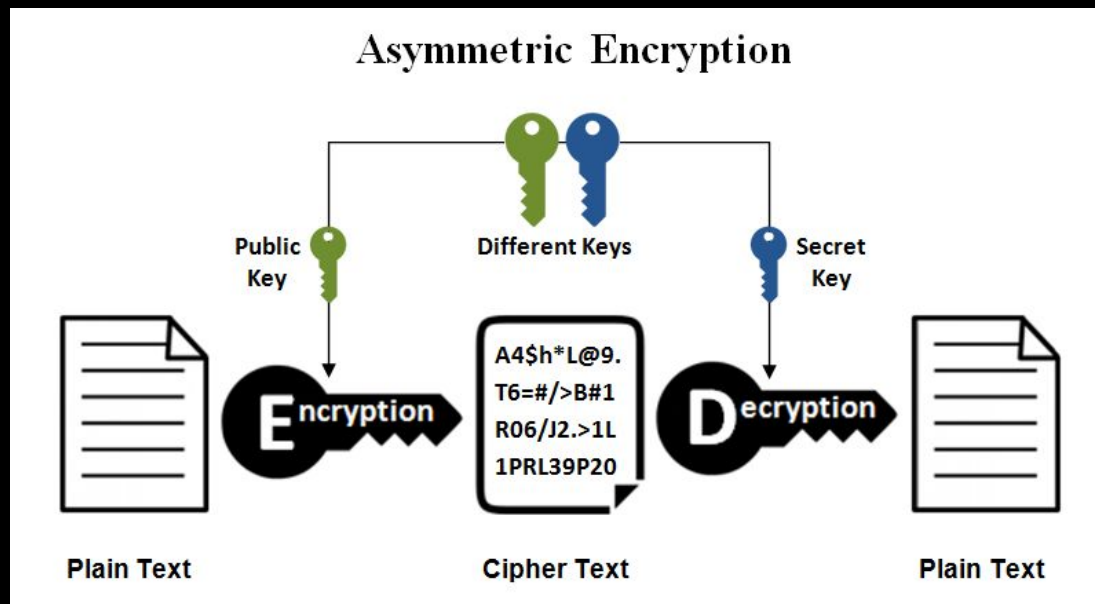 Asymmetric Encryption
Public
Key
Different Keys
Secret
Key
Encryption
A4$h*L@9.
T6=#/>B#1
R06/J2.>1L
1PRL39P20
Decryption
Plain Text
Cipher Text
Plain Text